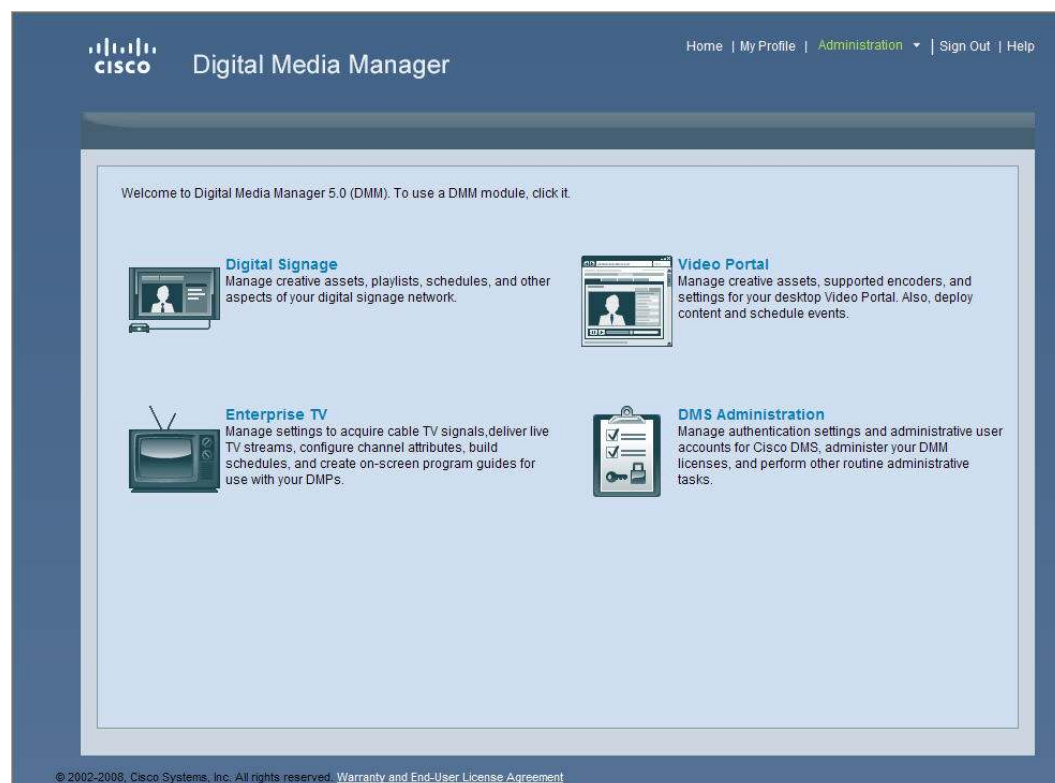 Home | My Profile | Administration | Sign Out | Help
cisco
Digital Media Manager
Welcome to Digital Media Manager 5.0 (DMM). To use a DMM module, click it.
Digital Signage
Manage creative assets, playlists, schedules, and other
aspects of your digital signage network.
Video Portal
Manage creative assets, supported encoders, and
settings for your desktop Video Portal. Also, deploy
content and schedule events.
Enterprise TV
Manage settings to acquire cable TV signals,deliver live
TV streams, configure channel attributes, build
schedules, and create on-screen program guides for
use with your DMPs.
DMS Administration
Manage authentication settings and administrative user
accounts for Cisco DMS, administer your DMM
licenses, and perform other routine administrative
tasks.
© 2002-2008, Cisco Systems, Inc. All rights reserved. Warranty and End-User License Agreement